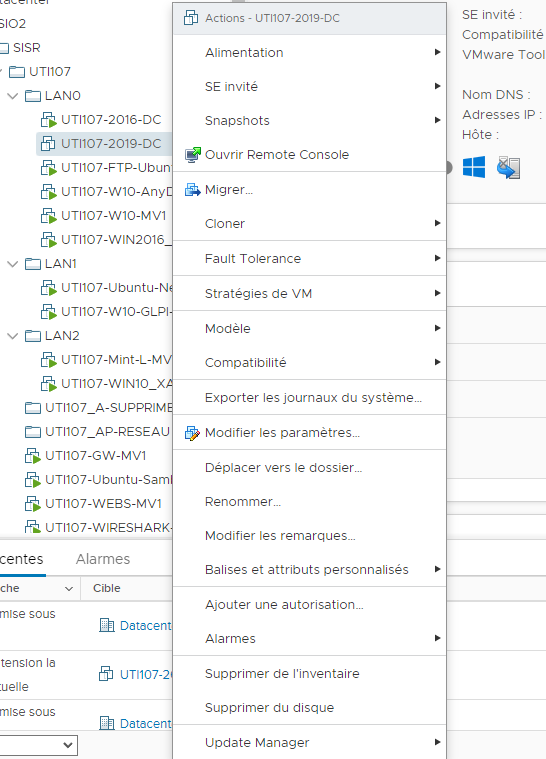 SIO2
SISR
UTI107
LAN0
UTI107-2016-DC
UTI107-2019-DC
UTI107-FTP-Ubun
UTI107-W10-AnyD
UTI107-W10-MV1
UTI107-WIN2016_
LAN1
UTI107-Ubuntu-Ne
UTI107-W10-GLPI-
LAN2
UTI107-Mint-L-MV
UTI107-WIN10_XA
UTI107_A-SUPPRIME
UTI107_AP-RESEAU
UTI107-GW-MV1
UTI107-Ubuntu-Sam
UTI107-WEBS-MV1
UTI107-WIRESHARK-
Actions - UTI107-2019-DC
Alimentation
SE invité
Snapshots
Ouvrir Remote Console
Migrer...
Cloner
Fault Tolerance
Stratégies de VM
Modèle
Compatibilité
Exporter les journaux du système...
Modifier les paramètres...
Déplacer vers le dossier...
Renommer...
Modifier les remarques...
Balises et attributs personnalisés
Ajouter une autorisation...
Alarmes
Supprimer de l'inventaire
Supprimer du disque
Update Manager
SE invité :
Compatibilité
VMware Tool
Nom DNS :
Adresses IP :
Hôte :
centes Alarmes
che Cible
mise sous
Datacent
tension la
tuelle
UTI107-20
mise sous
Datacent